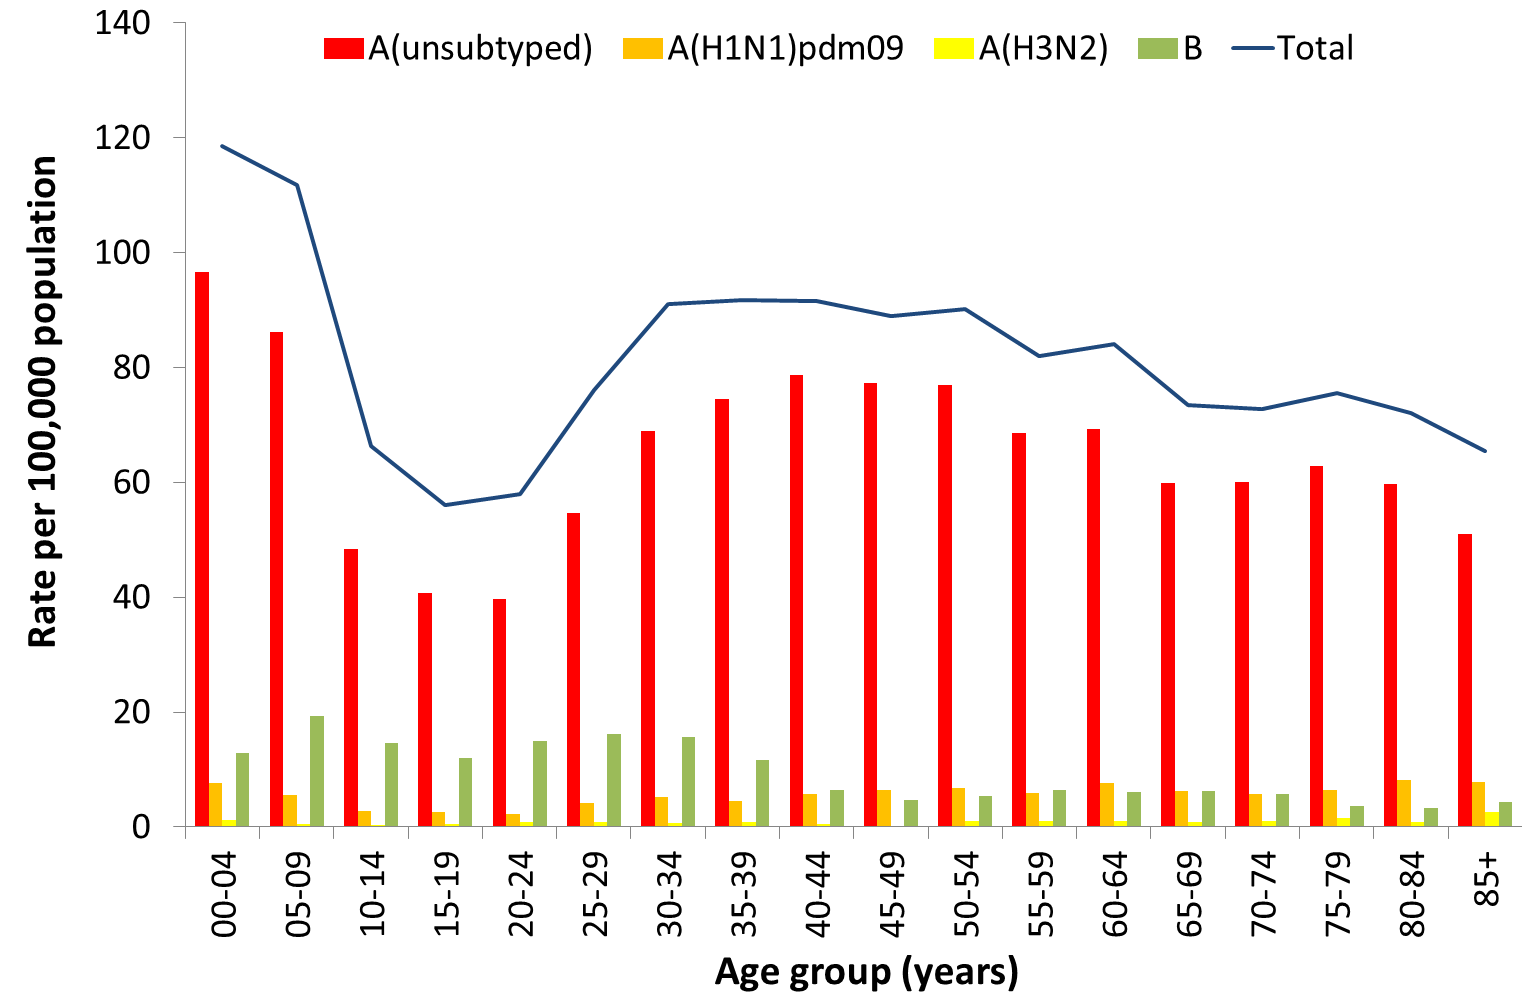 A(unsubtyped) A(H1N1)pdm09 A(H3N2) B Total
Rate per 100,000 population
140
120
100
80
60
40
20
0
00-04 05-09 10-14 15-19 20-24 25-29 30-34 35-39 40-44 45-49 50-54 55-59 60-64 65-69 70-74 75-79 80-84 85+
Age group (years)